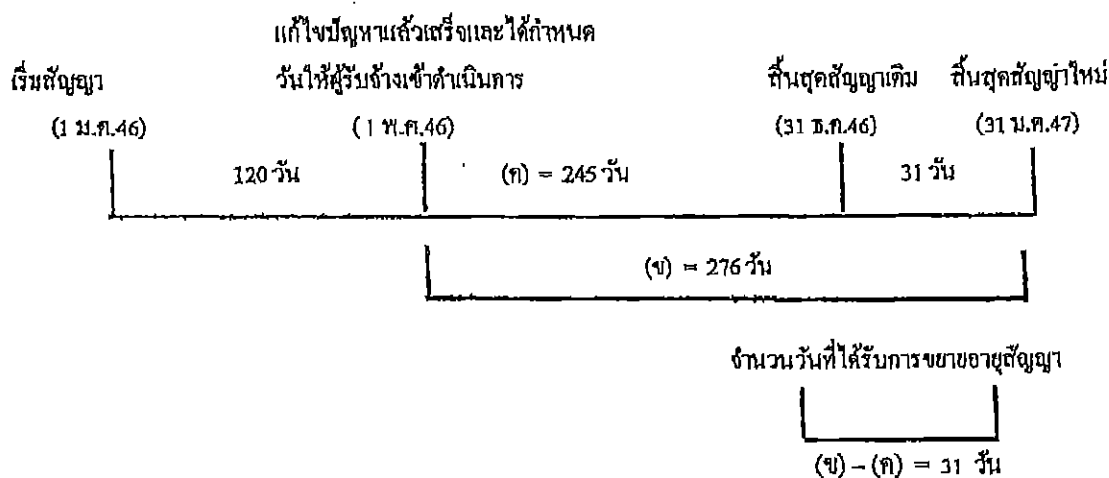 แก้ไขปัญหาแล้วเสร็จและได้กำหนด
เริ่มสัญญา วันให้ผู้รับจ้างเข้าดำเนินการ สิ้นสุดสัญญาเดิม สิ้นสุดสัญญาใหม่
(1 ม.ค.46) (1 พ.ค.46) (31 ธ.ค.46) (31 ม.ค.47)
120 วัน (ค) = 245 วัน 31 วัน
(ข) = 276 วัน
จำนวนวันที่ได้รับการขยายอายุสัญญา
(ข) – (ค) = 31 วัน